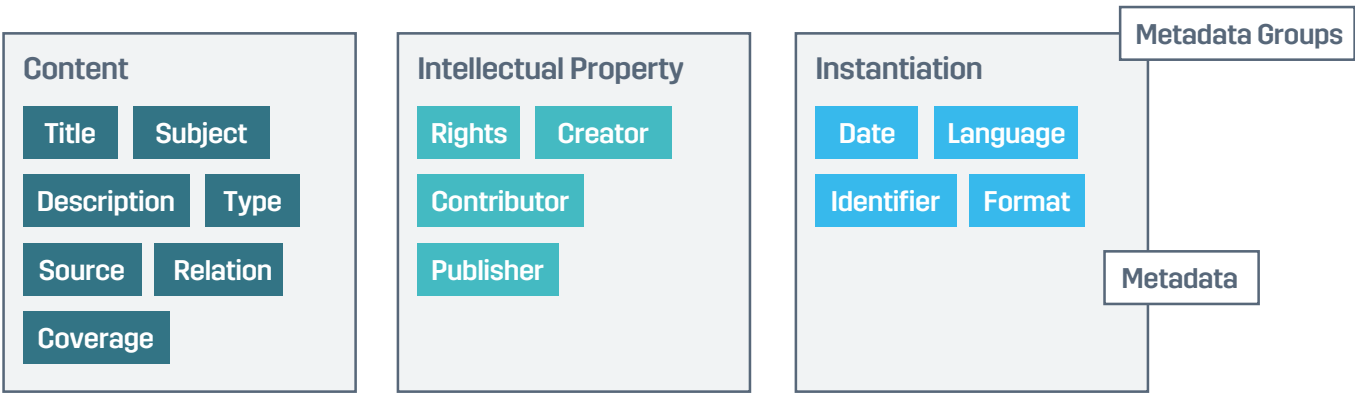 Metadata Groups
Content
Title Subject
Description Type
Source Relation
Coverage
Intellectual Property
Rights Creator
Contributor
Publisher
Instantiation
Date Language
Identifier Format
Metadata